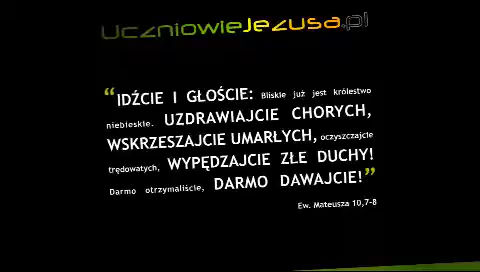 UczniowieJezusa.pl
“IDŹCIE I GŁOŚCIE: Bliskie już jest królestwo
niebieskie. UZDRAWIAJCIE CHORYCH,
WSKRZESZAJCIE UMARŁYCH, oczyszczajcie
trędowatych, WYPĘDZAJCIE ZŁE DUCHY!
Darmo otrzymaliście, DARMO DAWAJCIE!”
Ew. Mateusza 10,7-8